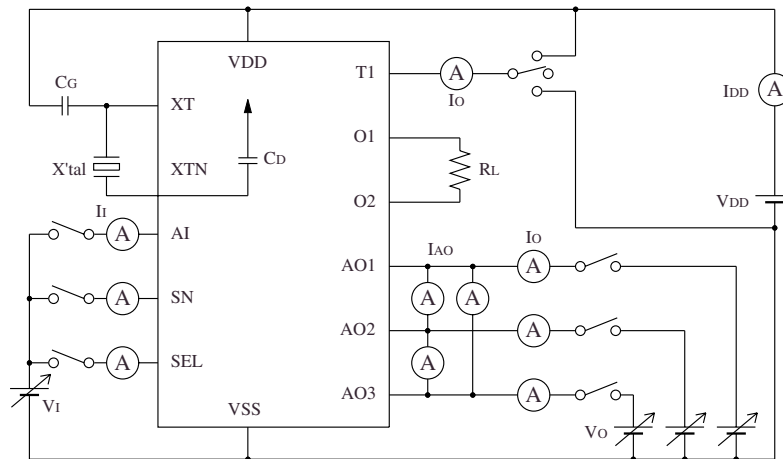 VDD
T1
A
IO
A
IDD
CG
XT
O1
X'tal
XTN
CD
RL
O2
VDD
II
A
AI
IAO
IO
AO1
A
A
SN
A
A
AO2
A
A
SEL
A
AO3
A
VI
VSS
VO